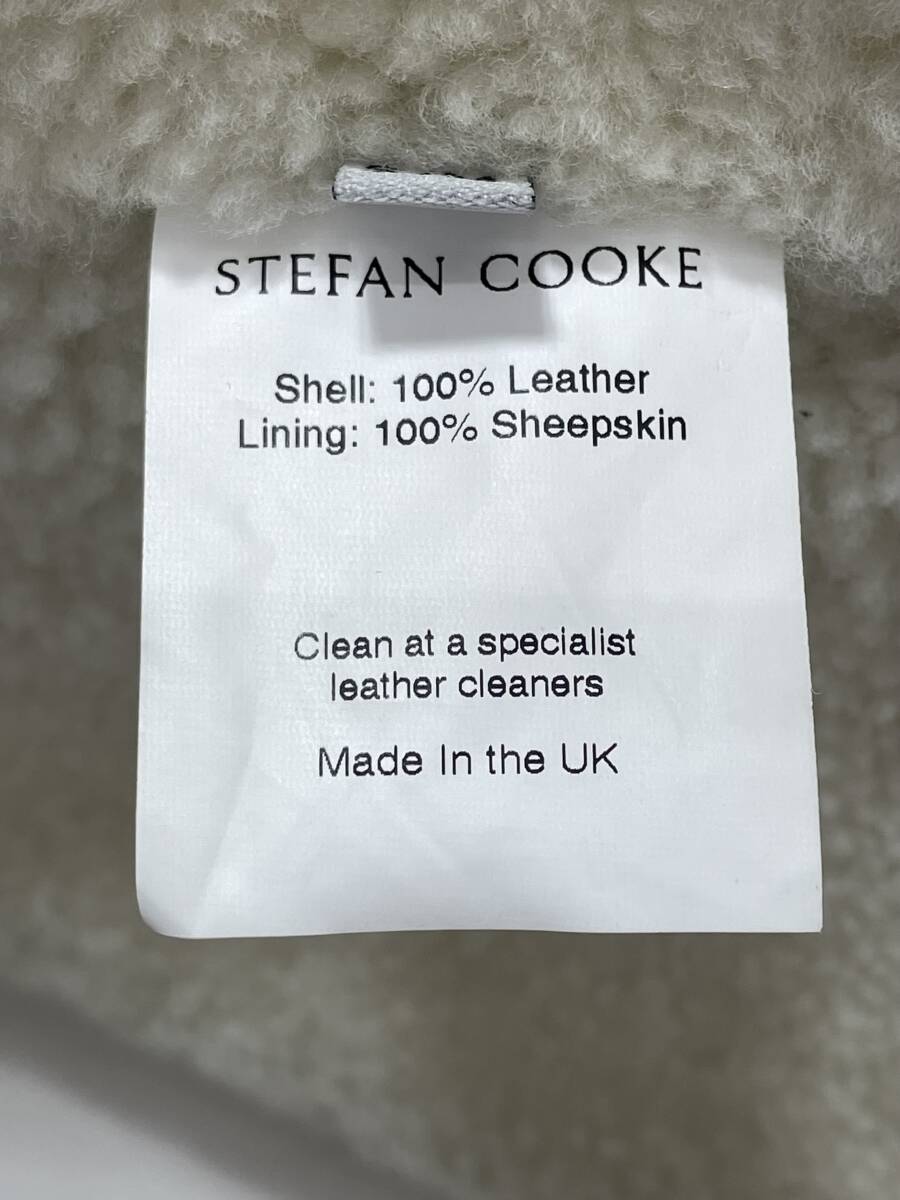 STEFAN COOKE
Shell: 100% Leather
Lining: 100% Sheepskin
Clean at a specialist
leather cleaners
Made In the UK